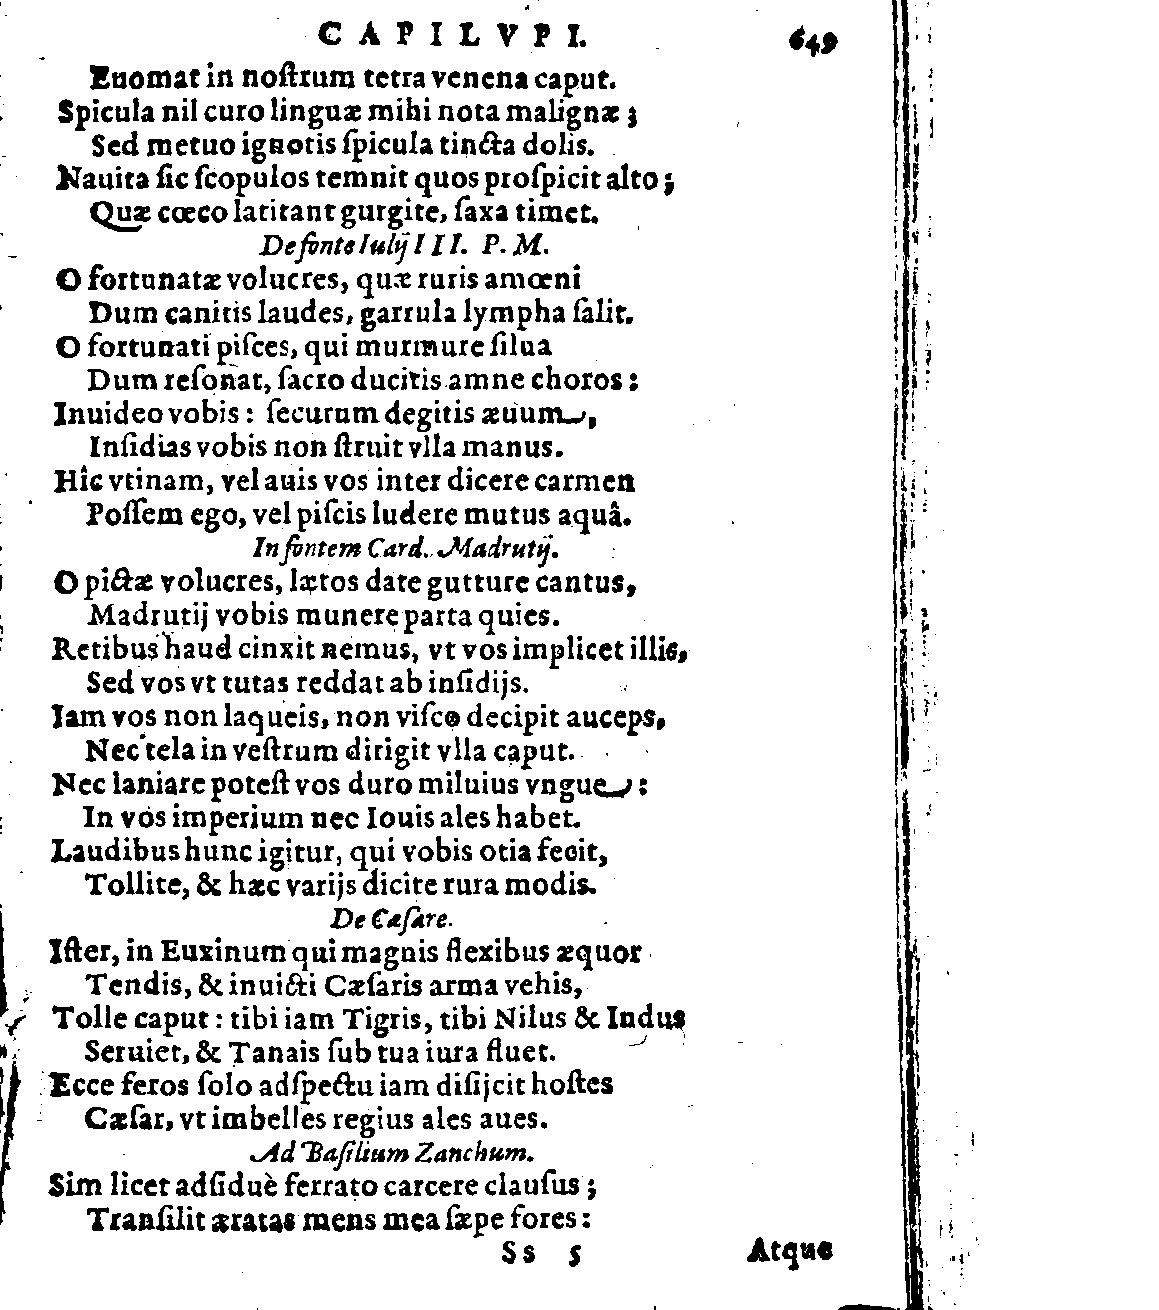 CAPILVPI. 649
Euomat in noſtrum tetra venena caput.
Spicula nil curo linguæ mihi nota malignæ;
Sed metuo ignotis ſpicula tincta dolis.
Nauita ſic ſcopulos temnit quos proſpicit alto;
Quæ cœco latitant gurgite, ſaxa timet.
De fonte Iulij III. P. M.
O fortunatæ volucres, quæ ruris amœni
Dum canitis laudes, garrula lympha ſalit.
O fortunati piſces, qui murmure ſilua
Dum reſonat, ſacro ducitis amne choros:
Inuideo vobis: ſecurum degitis æuum,
Inſidias vobis non ſtruit vlla manus.
Hîc vtinam, vel auis vos inter dicere carmen
Poſſem ego, vel piſcis ludere mutus aquâ.
In fontem Card. Madrutij.
O pictæ volucres, lætos date gutture cantus,
Madrutij vobis munere parta quies.
Retibus haud cinxit nemus, vt vos implicet illis,
Sed vos vt tutas reddat ab inſidijs.
Iam vos non laqueis, non viſco decipit auceps,
Nec tela in veſtrum dirigit vlla caput.
Nec laniare poteſt vos duro miluius vngue:
In vos imperium nec Iouis ales habet.
Laudibus hunc igitur, qui vobis otia fecit,
Tollite, & hæc varijs dicite rura modis.
De Cæſare.
Iſter, in Euxinum qui magnis flexibus æquor
Tendis, & inuicti Cæſaris arma vehis,
Tolle caput: tibi iam Tigris, tibi Nilus & Indus
Seruiet, & Tanais ſub tua iura fluet.
Ecce feros ſolo adſpectu iam diſijcit hoſtes
Cæſar, vt imbelles regius ales aues.
Ad Baſilium Zanchum.
Sim licet adſiduè ferrato carcere clauſus;
Tranſilit æratas mens mea ſæpe fores:
Ss 5 Atque